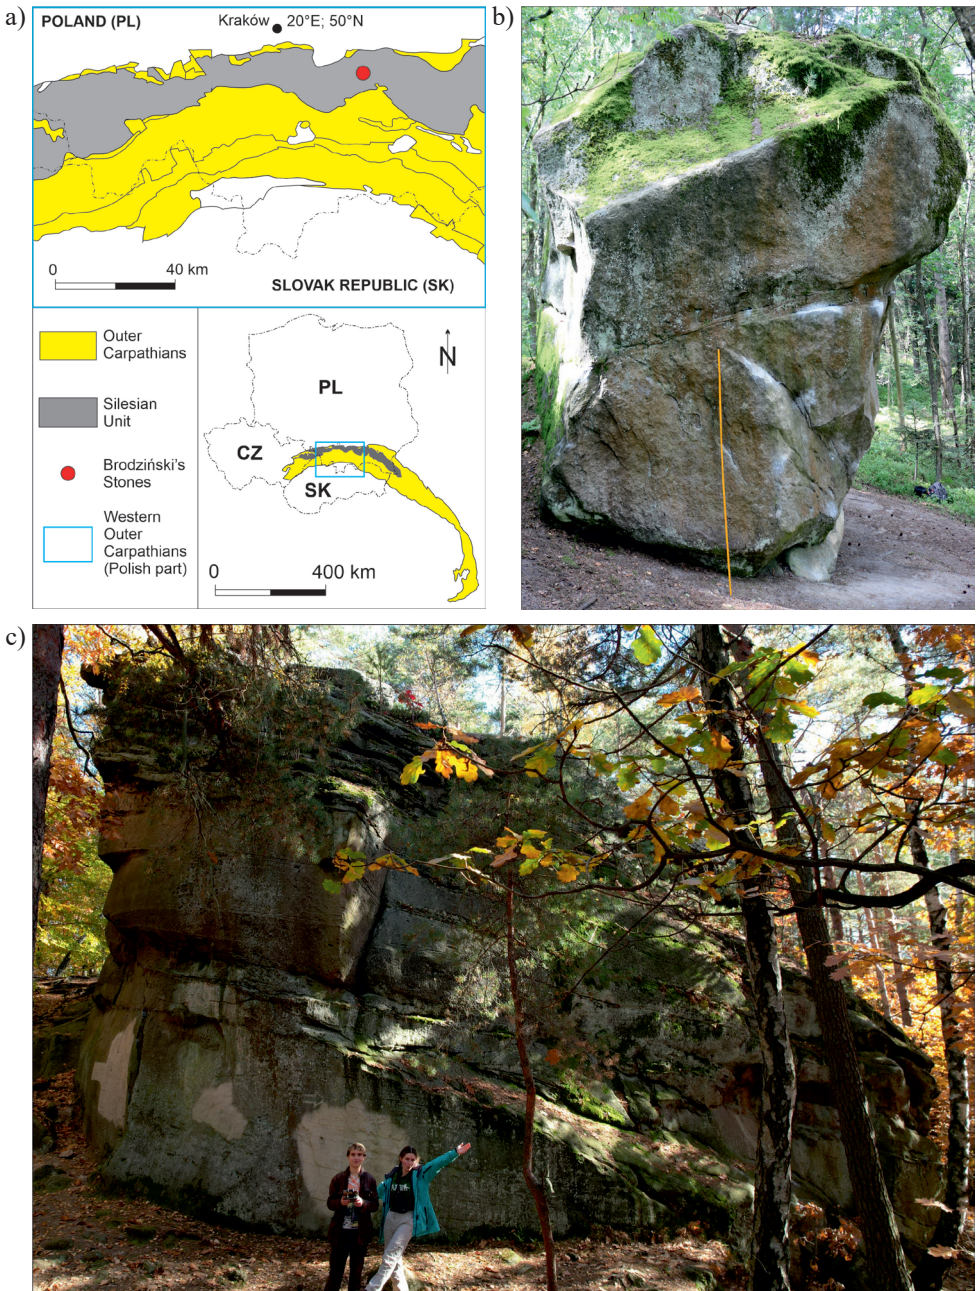 a)
POLAND (PL)
Kraków
20°E; 50°N
0
40 km
SLOVAK REPUBLIC (SK)
Outer
Carpathians
Silesian
Unit
Brodziński's
Stones
Western
Outer
Carpathians
(Polish part)
N
PL
CZ
SK
0
400 km
b)
c)